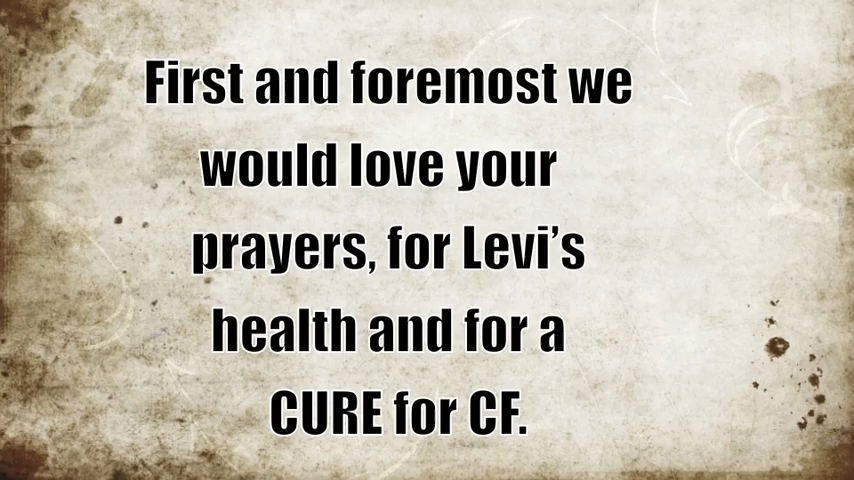 First and foremost we
would love your
prayers, for Levi’s
health and for a
CURE for CF.